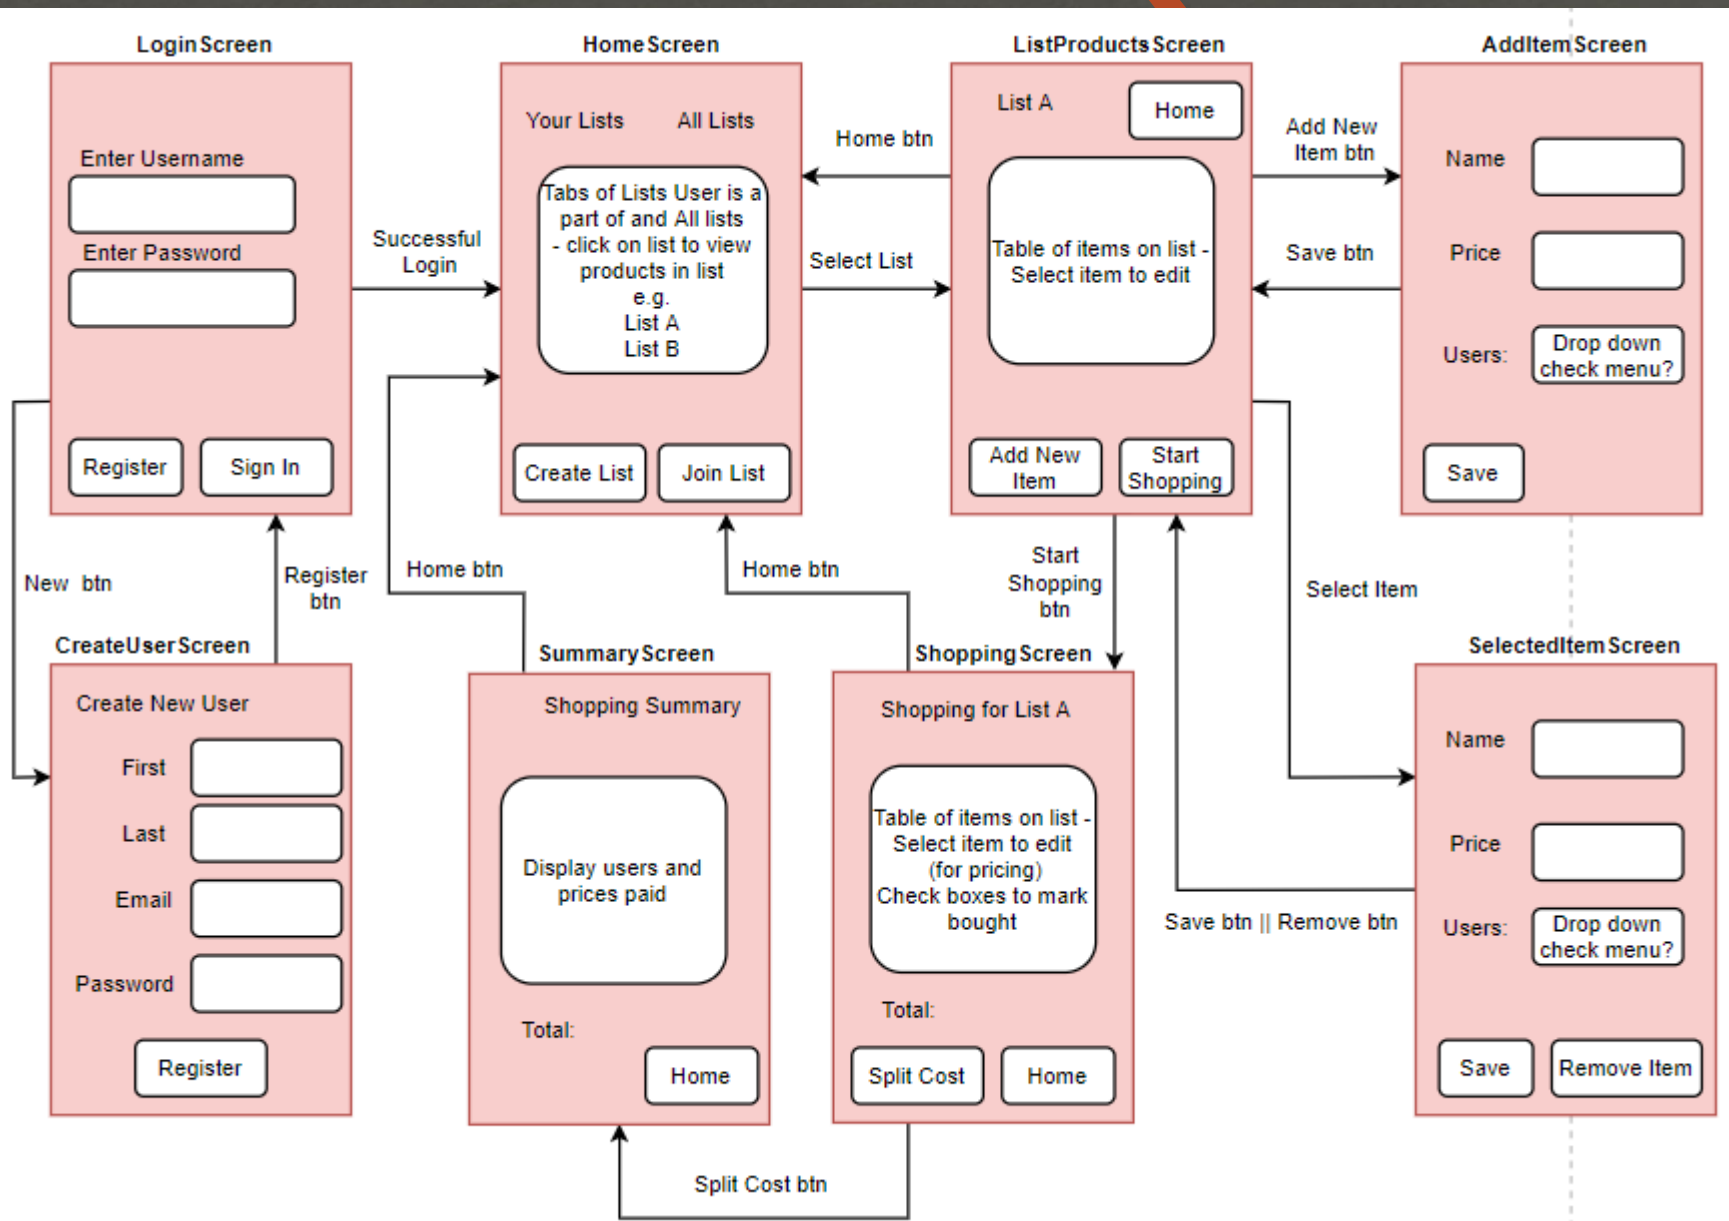 LoginScreen
Enter Username
Enter Password
Register
Sign In
Successful
Login
HomeScreen
Your Lists
All Lists
Tabs of Lists User is a
part of and All lists
- click on list to view
products in list
e.g.
List A
List B
Create List
Join List
Home btn
Select List
ListProductsScreen
List A
Home
Table of items on list -
Select item to edit
Add New
Item
Start
Shopping
Add New
Item btn
Save btn
AddItemScreen
Name
Price
Users:
Drop down
check menu?
Save
New btn
Register
btn
Home btn
Home btn
Start
Shopping
btn
Select Item
CreateUserScreen
Create New User
First
Last
Email
Password
Register
SummaryScreen
Shopping Summary
Display users and
prices paid
Total:
Home
ShoppingScreen
Shopping for List A
Table of items on list -
Select item to edit
(for pricing)
Check boxes to mark
bought
Total:
Split Cost
Home
Save btn || Remove btn
SelectedItemScreen
Name
Price
Users:
Drop down
check menu?
Save
Remove Item
Split Cost btn